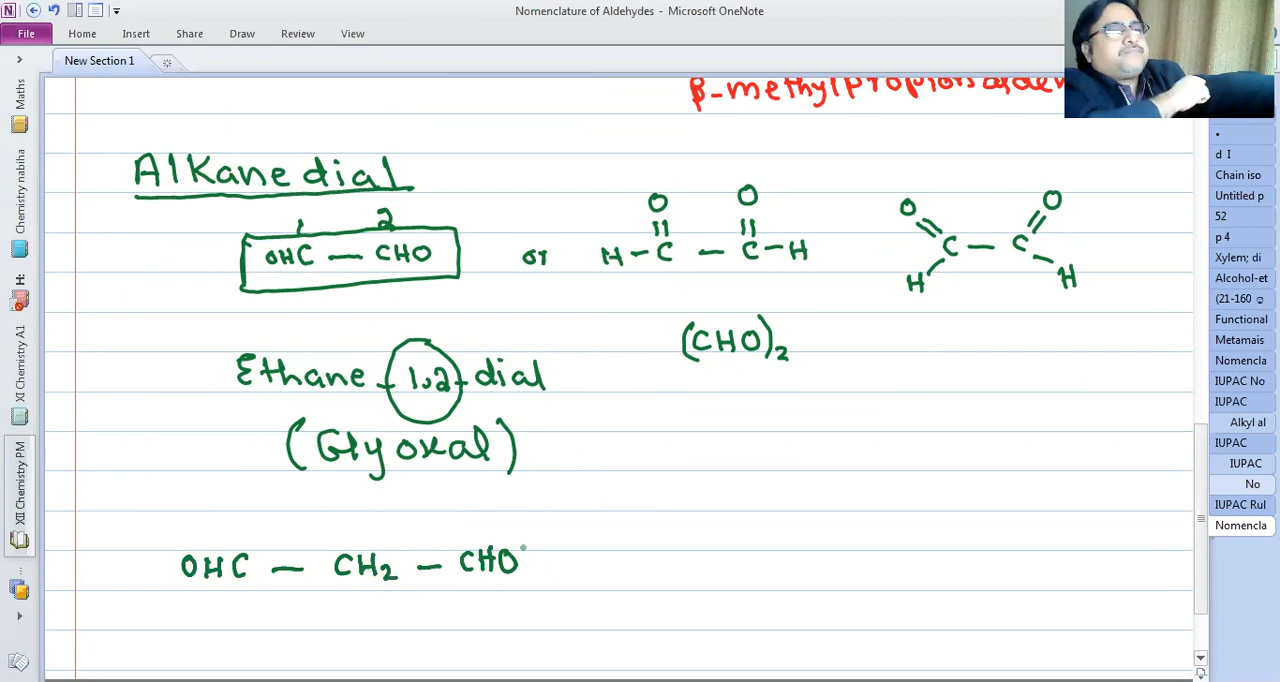 Nomenclature of Aldehydes - Microsoft OneNote
File Home Insert Share Draw Review View
New Section 1
Maths
Chemistry nabiha
H:
XI Chemistry A1
XII Chemistry PM
β-methyl
Alkane dial
1 2
OHC — CHO or
O O
H - C — C - H
O O
C — C
H H
(CHO)2
Ethane -1,2- dial
(Glyoxal)
OHC — CH2 — CHO
d I
Chain iso
Untitled p
52
p 4
Xylem; di
Alcohol-et
(21-160 ☺
Functional
Metamais
Nomencla
IUPAC No
IUPAC
Alkyl al
IUPAC
IUPAC
No
IUPAC Rul
Nomencla